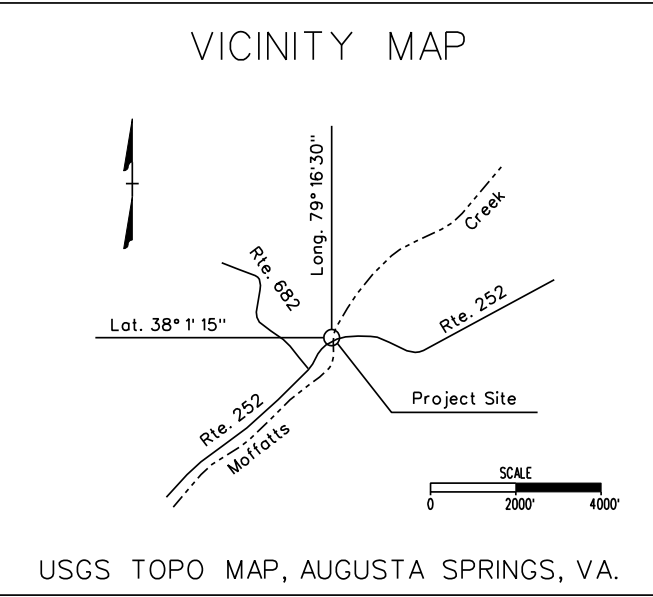 VICINITY MAP
Long. 79° 16' 30"
Creek
Rte. 682
Rte. 252
Lat. 38° 1' 15"
Project Site
Rte. 252
Moffatts
SCALE
0 2000' 4000'
USGS TOPO MAP, AUGUSTA SPRINGS, VA.